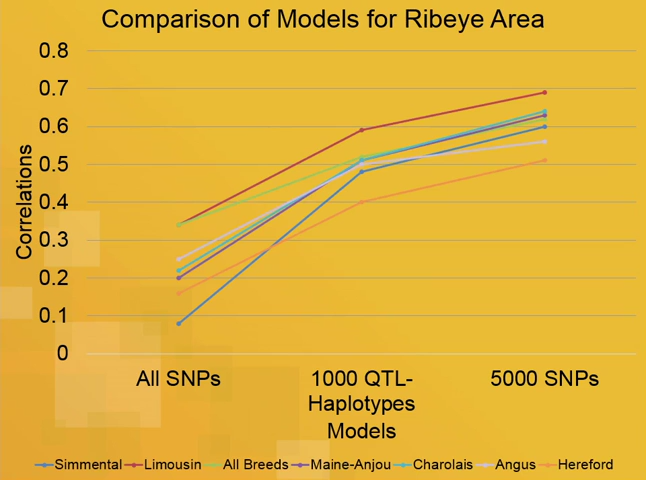 Comparison of Models for Ribeye Area
Correlations
0.8
0.7
0.6
0.5
0.4
0.3
0.2
0.1
0
All SNPs
1000 QTL-
Haplotypes
5000 SNPs
Models
Simmental Limousin All Breeds Maine-Anjou Charolais Angus Hereford